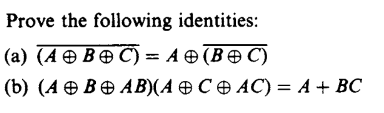 Prove the following identities:
(a) $\overline{(A \oplus B \oplus C)} = A \oplus \overline{(B \oplus C)}$
(b) $(A \oplus B \oplus AB)(A \oplus C \oplus AC) = A + BC$